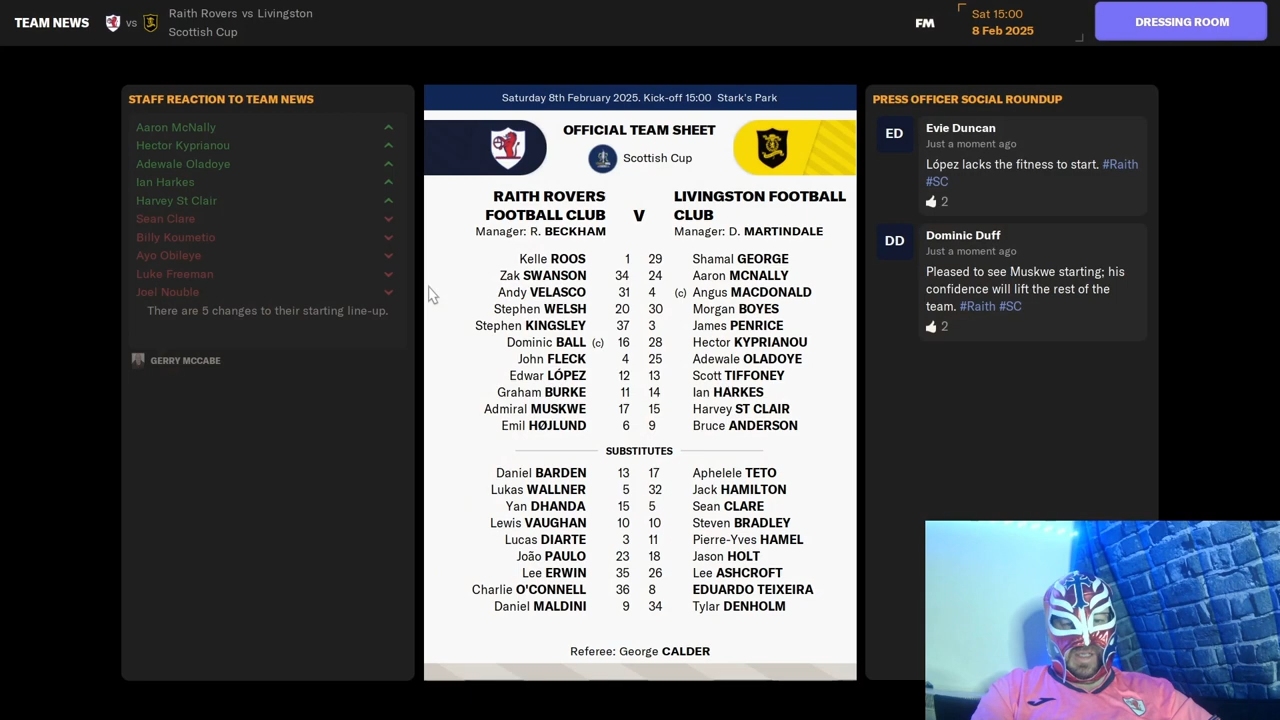 TEAM NEWS
vs
Raith Rovers vs Livingston
Scottish Cup
FM
Sat 15:00
8 Feb 2025
DRESSING ROOM
STAFF REACTION TO TEAM NEWS
Aaron McNally
Hector Kyprianou
Adewale Oladoye
Ian Harkes
Harvey St Clair
Sean Clare
Billy Koumetio
Ayo Obileye
Luke Freeman
Joel Nouble
There are 5 changes to their starting line-up.
GERRY MCCABE
Saturday 8th February 2025. Kick-off 15:00 Stark's Park
OFFICIAL TEAM SHEET
Scottish Cup
RAITH ROVERS FOOTBALL CLUB V LIVINGSTON FOOTBALL CLUB
Manager: R. BECKHAM Manager: D. MARTINDALE
Kelle ROOS 1 29 Shamal GEORGE
Zak SWANSON 34 24 Aaron MCNALLY
Andy VELASCO 31 4 (c) Angus MACDONALD
Stephen WELSH 20 30 Morgan BOYES
Stephen KINGSLEY 37 3 James PENRICE
Dominic BALL (c) 16 28 Hector KYPRIANOU
John FLECK 4 25 Adewale OLADOYE
Edwar LÓPEZ 12 13 Scott TIFFONEY
Graham BURKE 11 14 Ian HARKES
Admiral MUSKWE 17 15 Harvey ST CLAIR
Emil HØJLUND 6 9 Bruce ANDERSON
SUBSTITUTES
Daniel BARDEN 13 17 Aphelele TETO
Lukas WALLNER 5 32 Jack HAMILTON
Yan DHANDA 15 5 Sean CLARE
Lewis VAUGHAN 10 10 Steven BRADLEY
Lucas DIARTE 3 11 Pierre-Yves HAMEL
João PAULO 23 18 Jason HOLT
Lee ERWIN 35 26 Lee ASHCROFT
Charlie O'CONNELL 36 8 EDUARDO TEIXEIRA
Daniel MALDINI 9 34 Tylar DENHOLM
Referee: George CALDER
PRESS OFFICER SOCIAL ROUNDUP
ED
Evie Duncan
Just a moment ago
López lacks the fitness to start. #Raith
#SC
2
DD
Dominic Duff
Just a moment ago
Pleased to see Muskwe starting; his
confidence will lift the rest of the
team. #Raith #SC
2